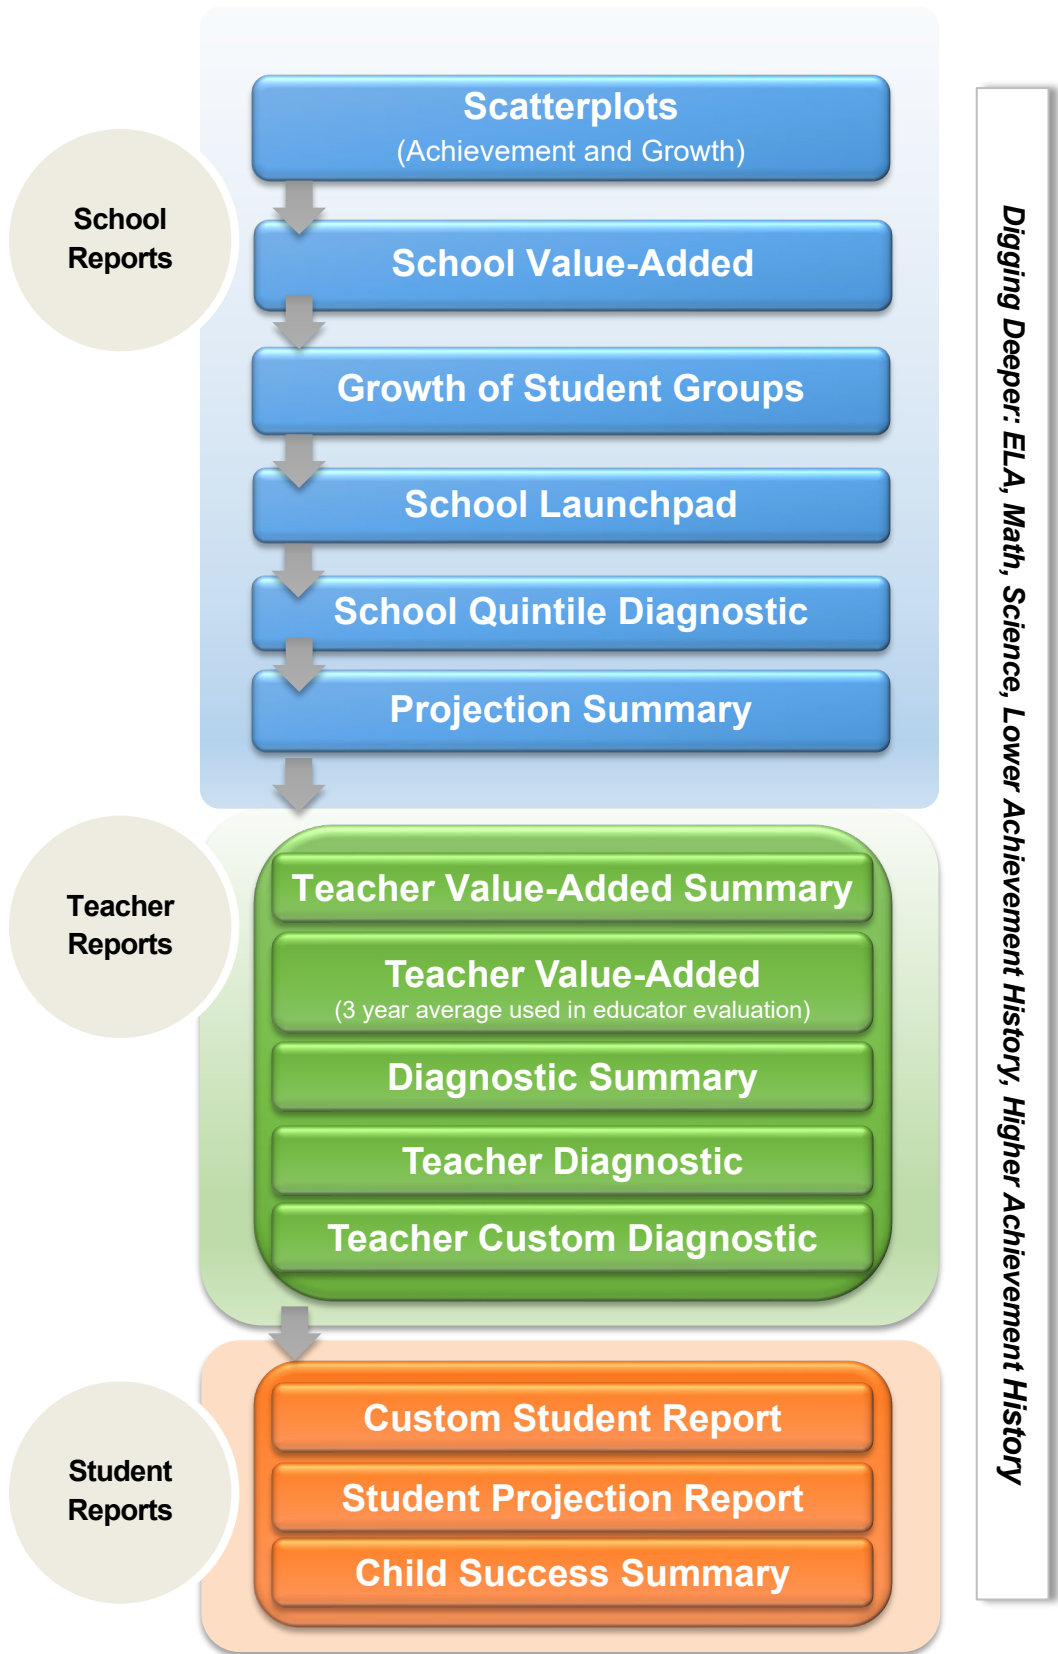 School
Reports
Scatterplots
(Achievement and Growth)
School Value-Added
Growth of Student Groups
School Launchpad
School Quintile Diagnostic
Projection Summary
Teacher
Reports
Teacher Value-Added Summary
Teacher Value-Added
(3 year average used in educator evaluation)
Diagnostic Summary
Teacher Diagnostic
Teacher Custom Diagnostic
Student
Reports
Custom Student Report
Student Projection Report
Child Success Summary
Digging Deeper: ELA, Math, Science, Lower Achievement History, Higher Achievement History